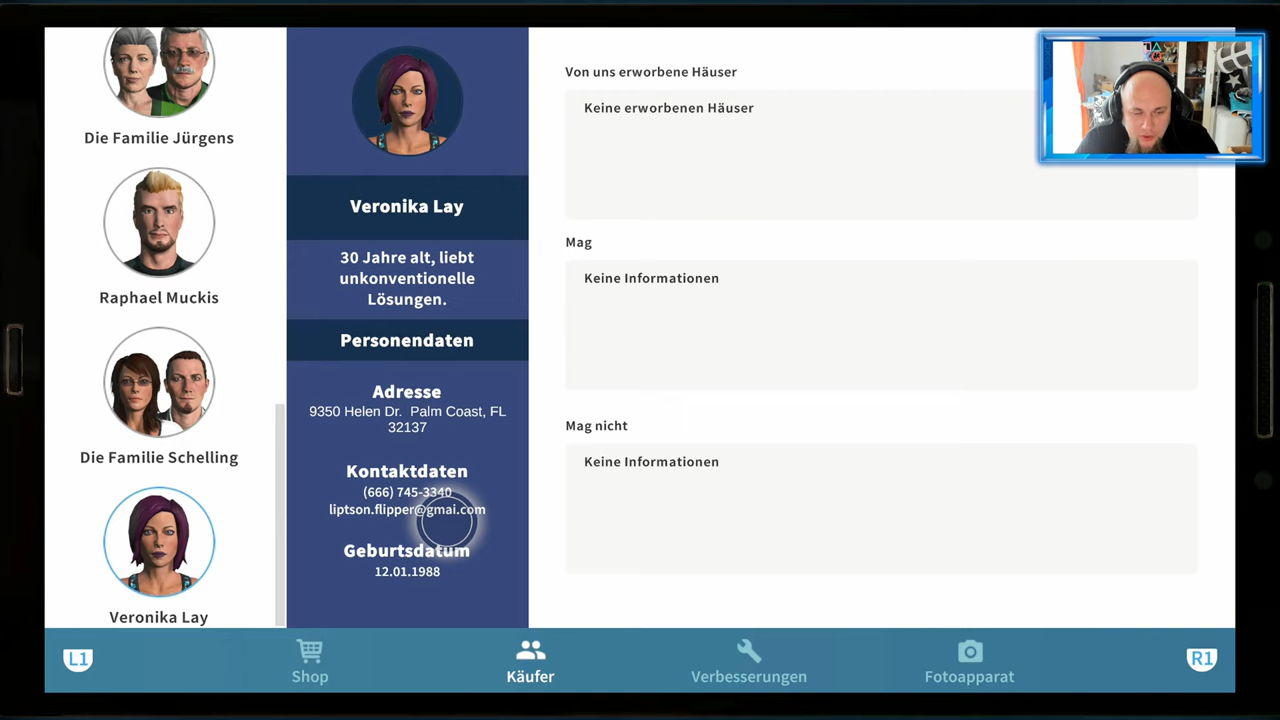 Die Familie Jürgens
Raphael Muckis
Die Familie Schelling
Veronika Lay
Veronika Lay
30 Jahre alt, liebt
unkonventionelle
Lösungen.
Personendaten
Adresse
9350 Helen Dr. Palm Coast, FL
32137
Kontaktdaten
(666) 745-3340
liptson.flipper@gmai.com
Geburtsdatum
12.01.1988
Von uns erworbene Häuser
Keine erworbenen Häuser
Mag
Keine Informationen
Mag nicht
Keine Informationen
L1
Shop
Käufer
Verbesserungen
Fotoapparat
R1